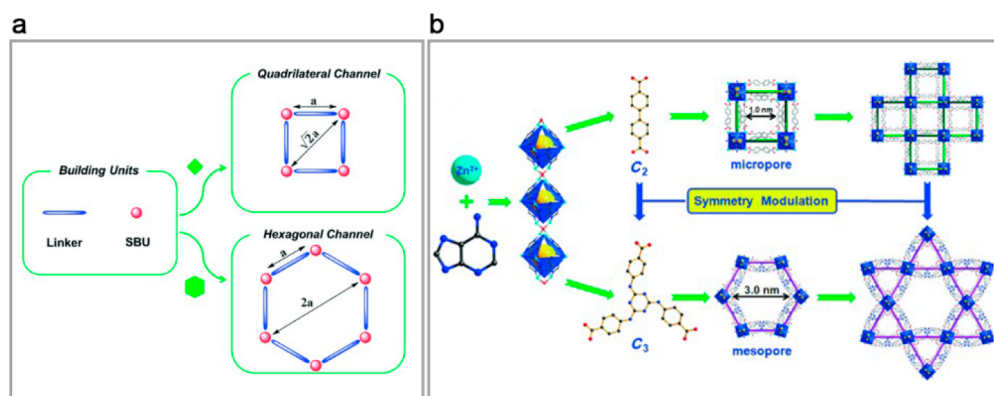 a
Quadrilateral Channel
a
√2a
Building Units
Linker SBU
Hexagonal Channel
a
2a
b
Zn²⁺
+
C₂
1.0 nm
micropore
Symmetry Modulation
C₃
3.0 nm
mesopore